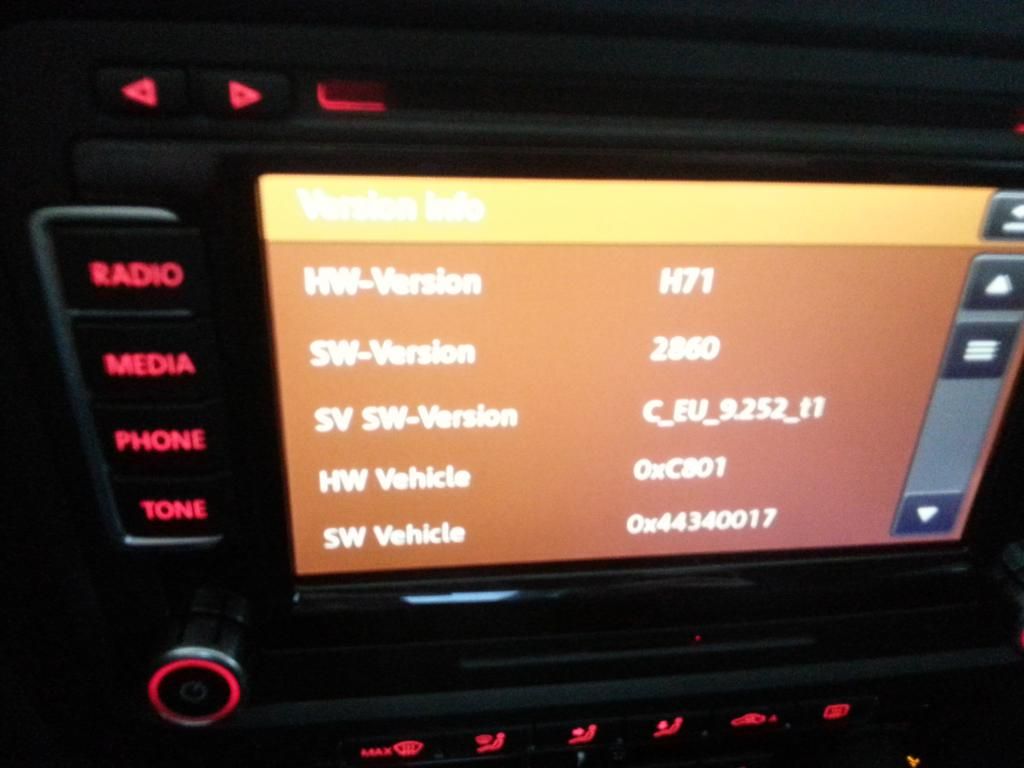 Version info
RADIO
HW-Version H71
MEDIA
SW-Version 2860
PHONE
SV SW-Version C_EU_9.252_t1
TONE
HW Vehicle 0xC801
SW Vehicle 0x44340017
MAX
A